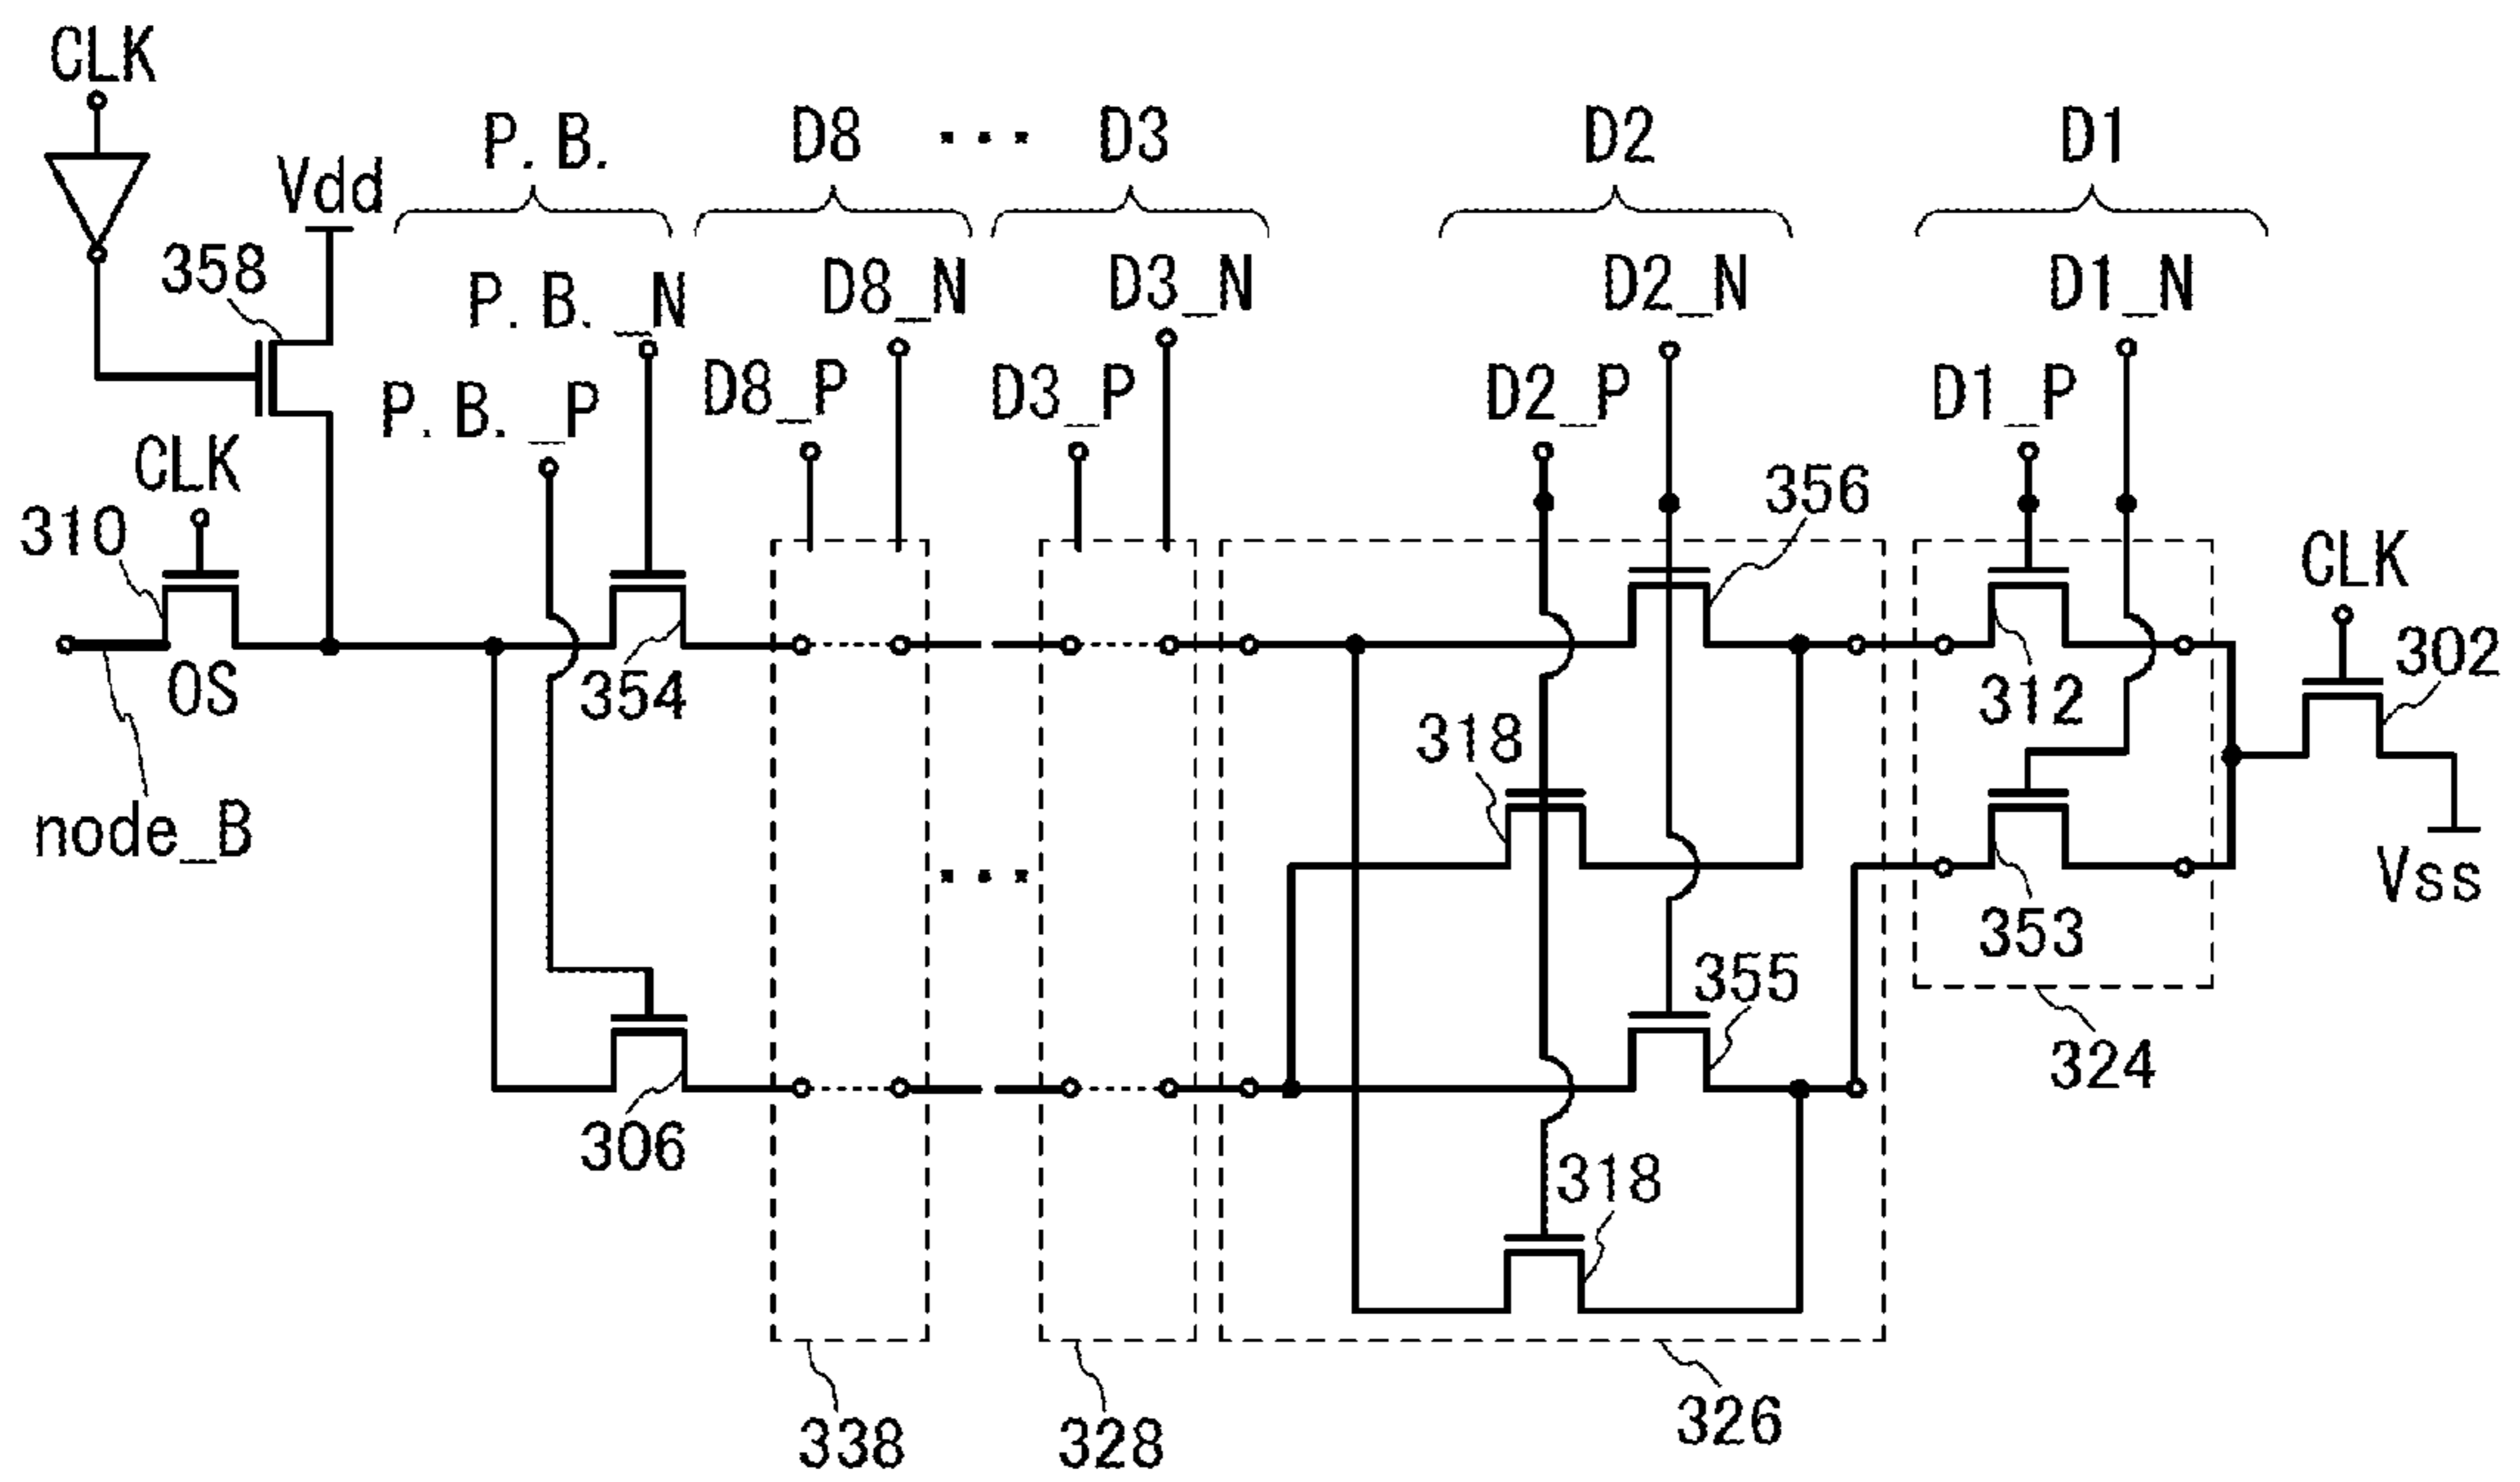 CLK
P. B.
D8 ... D3
D2
D1
Vdd
358
P. B. _N
D8_N
D3_N
D2_N
D1_N
P. B. _P
D8_P
D3_P
D2_P
D1_P
CLK
310
356
CLK
OS
354
312
302
318
node_B
...
Vss
353
355
324
306
318
338
328
326